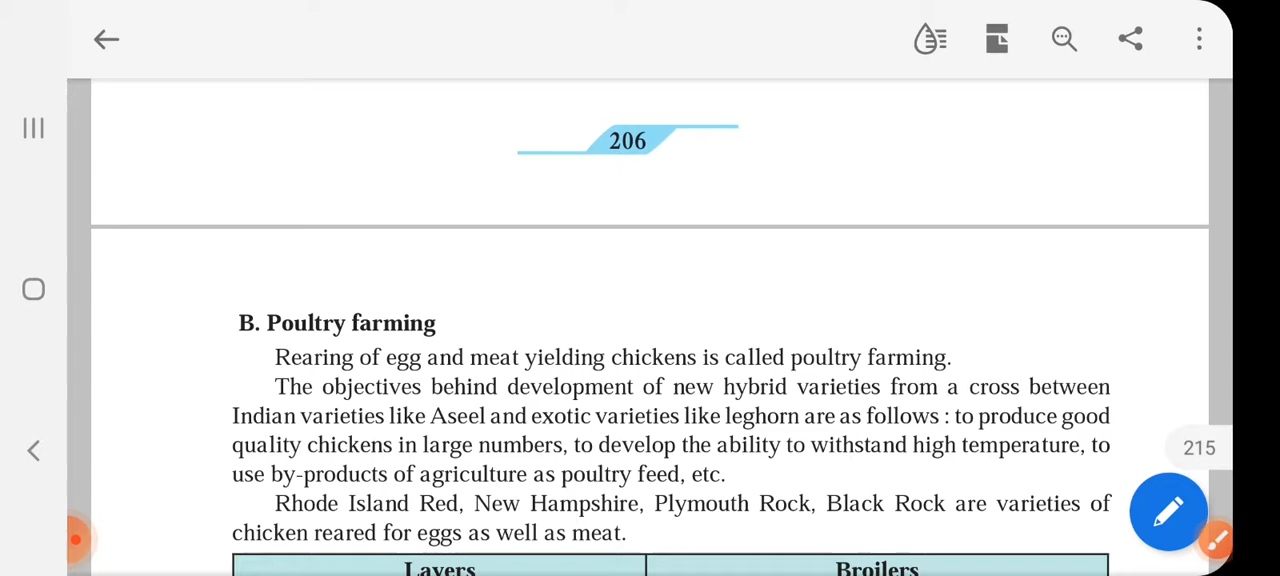 206
B. Poultry farming
Rearing of egg and meat yielding chickens is called poultry farming.
The objectives behind development of new hybrid varieties from a cross between
Indian varieties like Aseel and exotic varieties like leghorn are as follows : to produce good
quality chickens in large numbers, to develop the ability to withstand high temperature, to
215
use by-products of agriculture as poultry feed, etc.
Rhode Island Red, New Hampshire, Plymouth Rock, Black Rock are varieties of
chicken reared for eggs as well as meat.
Layers Broilers